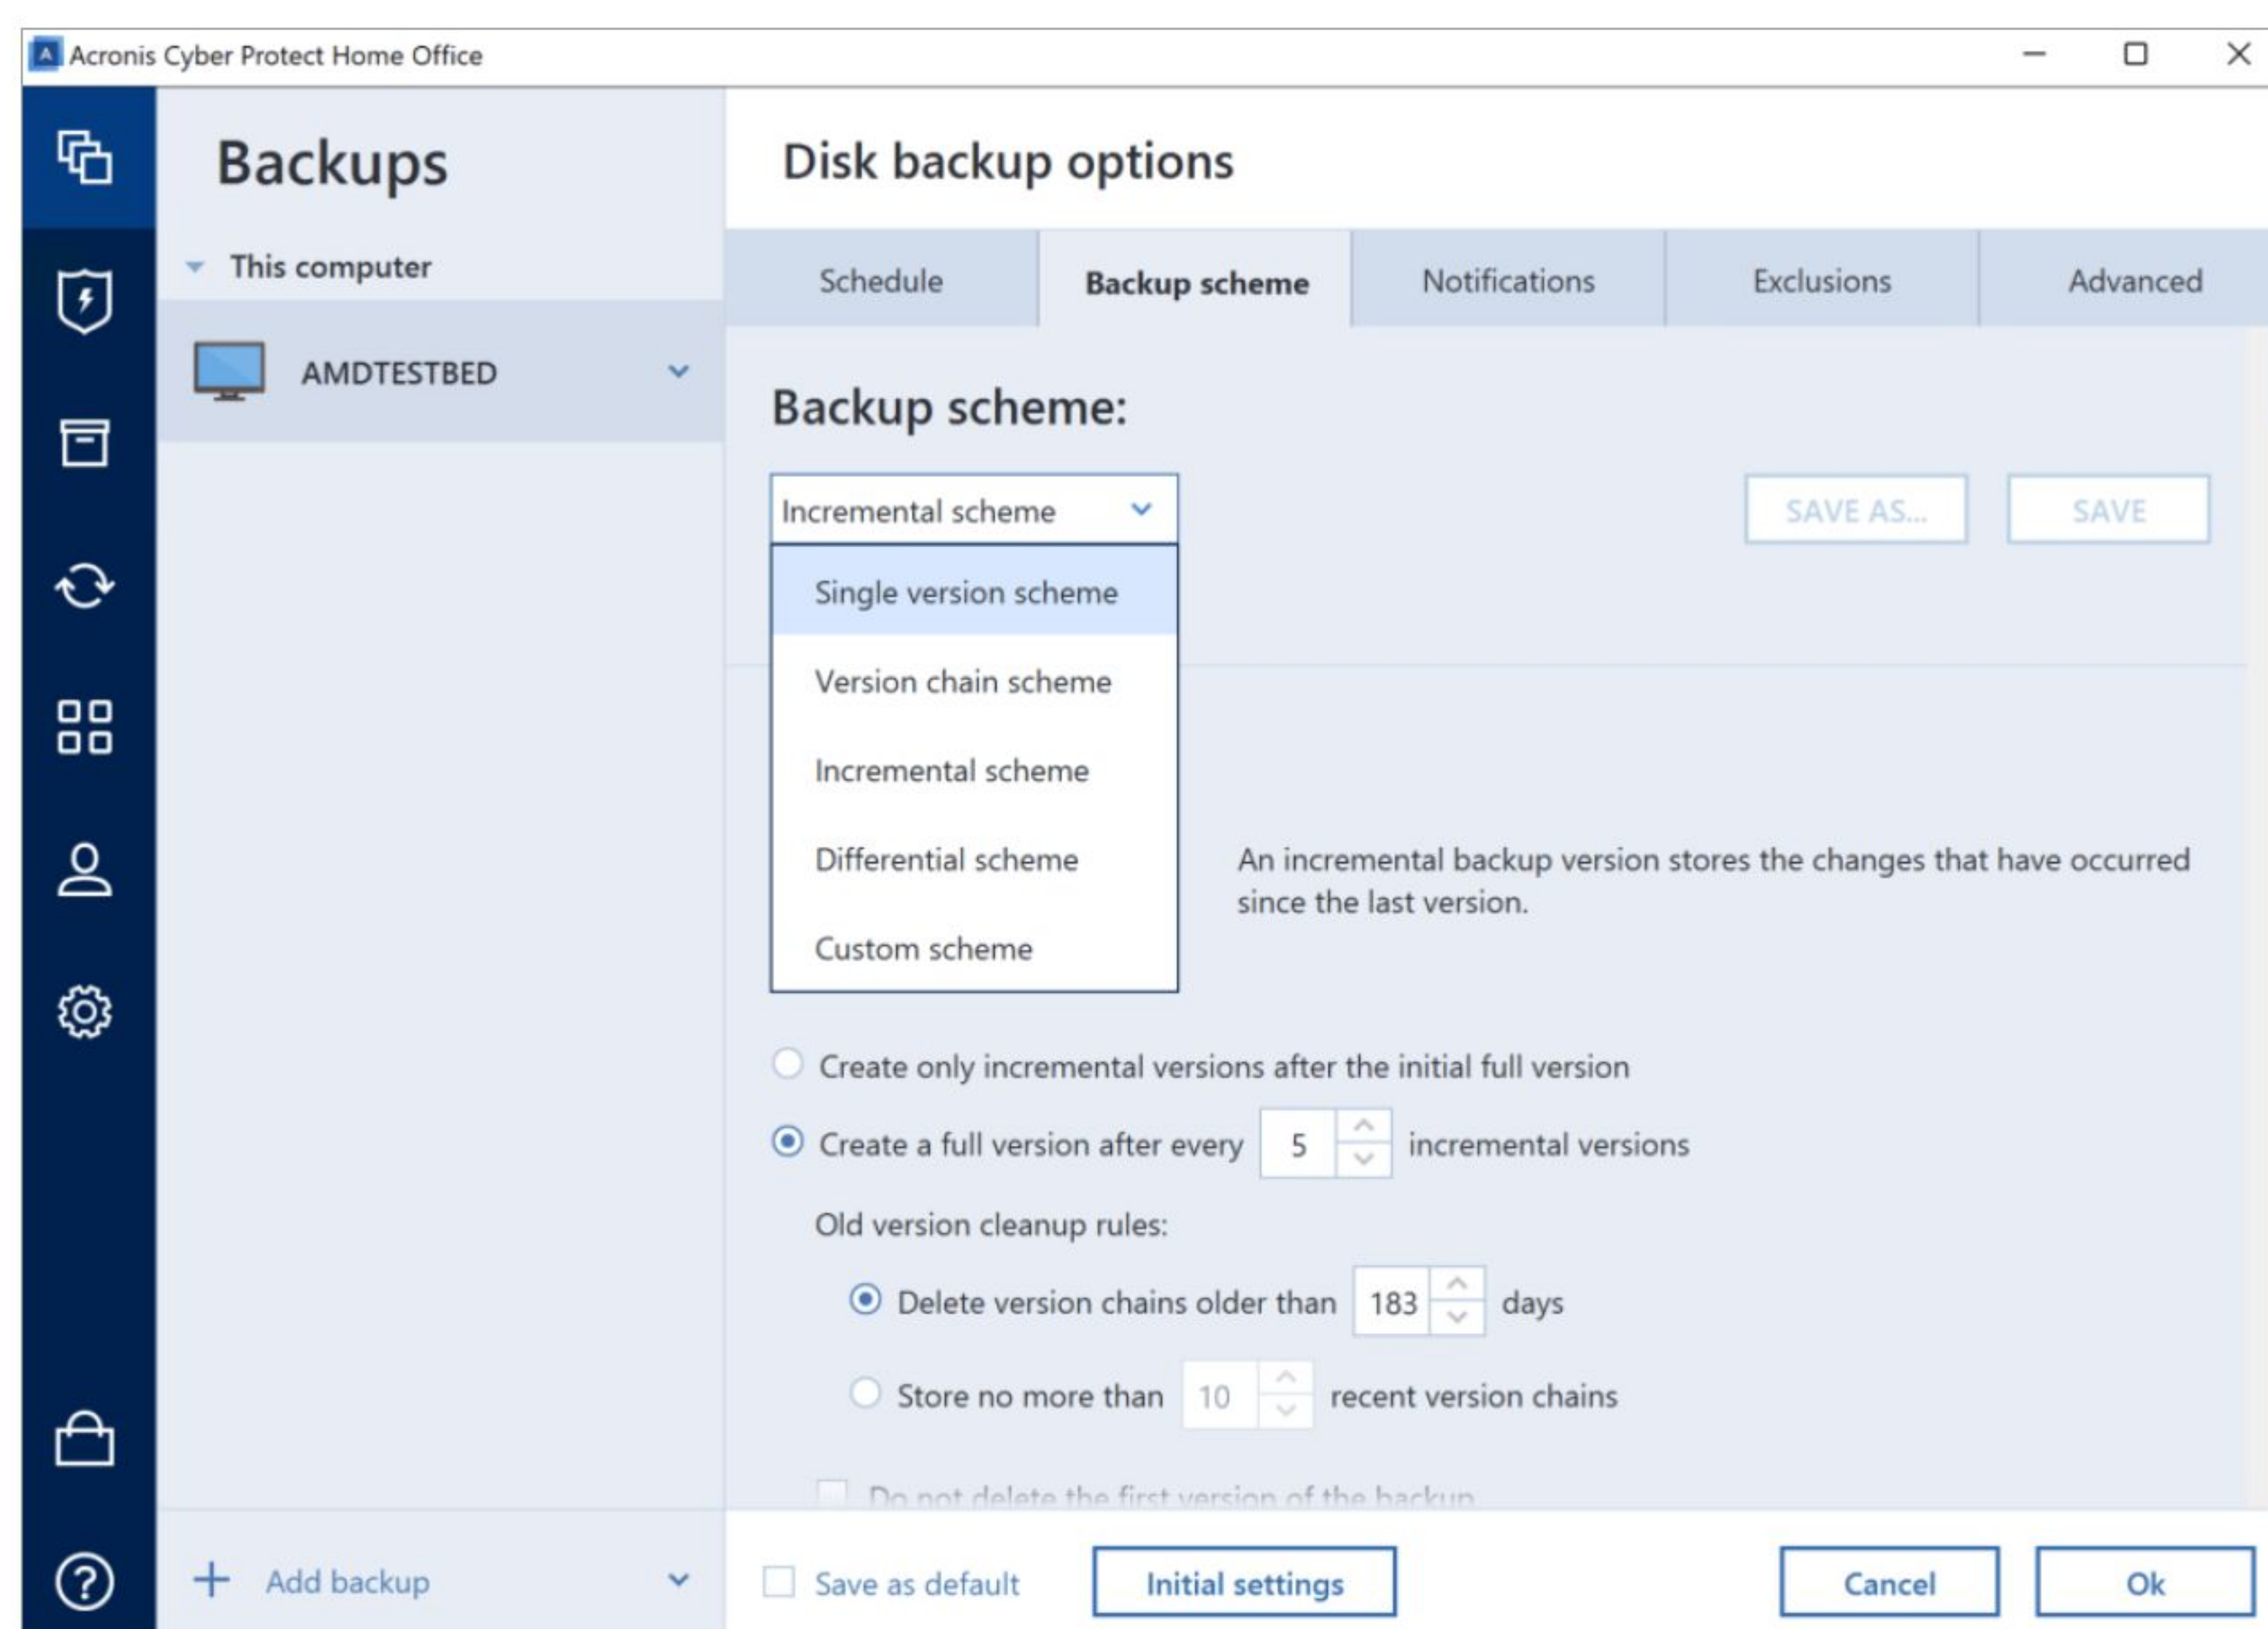 Acronis Cyber Protect Home Office
Backups
This computer
AMDTESTBED
Add backup
Disk backup options
Schedule
Backup scheme
Notifications
Exclusions
Advanced
Backup scheme:
Incremental scheme
SAVE AS...
SAVE
Single version scheme
Version chain scheme
Incremental scheme
Differential scheme
Custom scheme
An incremental backup version stores the changes that have occurred
since the last version.
Create only incremental versions after the initial full version
Create a full version after every 5 incremental versions
Old version cleanup rules:
Delete version chains older than 183 days
Store no more than 10 recent version chains
Do not delete the first version of the backup
Save as default
Initial settings
Cancel
Ok